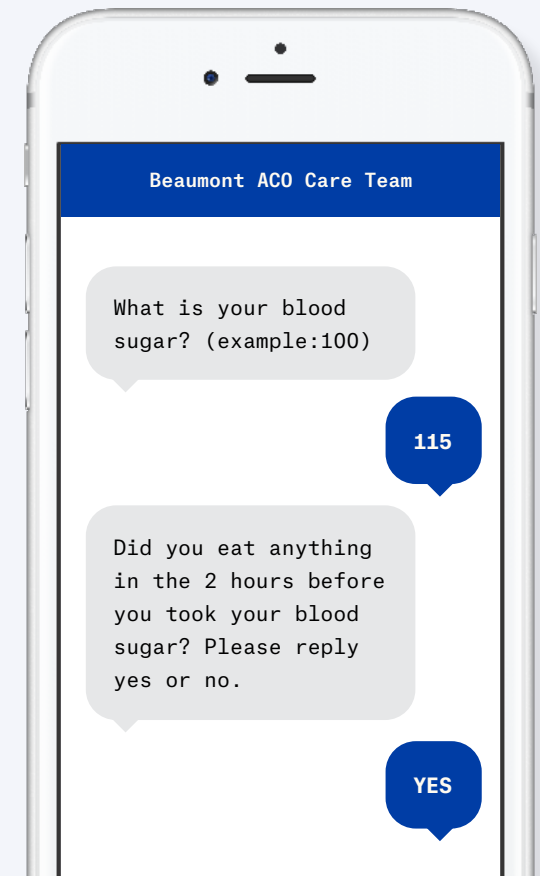 Beaumont ACO Care Team
What is your blood
sugar? (example:100)
115
Did you eat anything
in the 2 hours before
you took your blood
sugar? Please reply
yes or no.
YES